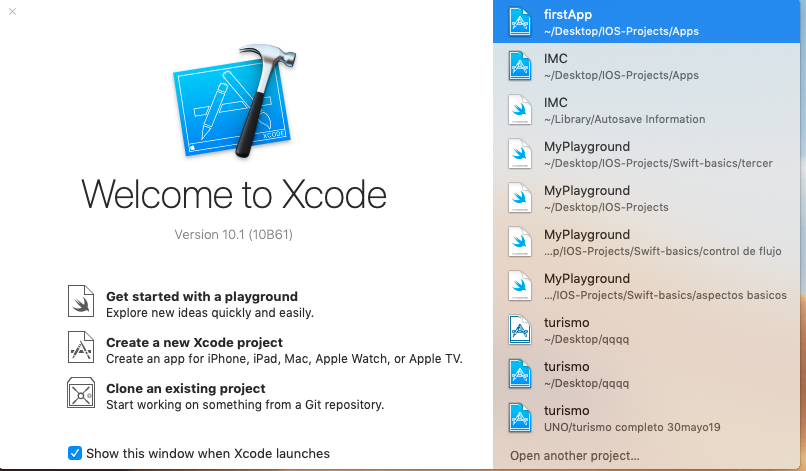 XCODE
Welcome to Xcode
Version 10.1 (10B61)
Get started with a playground
Explore new ideas quickly and easily.
Create a new Xcode project
Create an app for iPhone, iPad, Mac, Apple Watch, or Apple TV.
Clone an existing project
Start working on something from a Git repository.
Show this window when Xcode launches
firstApp
~/Desktop/IOS-Projects/Apps
IMC
~/Desktop/IOS-Projects/Apps
IMC
~/Library/Autosave Information
MyPlayground
~/Desktop/IOS-Projects/Swift-basics/tercer
MyPlayground
~/Desktop/IOS-Projects
MyPlayground
...p/IOS-Projects/Swift-basics/control de flujo
MyPlayground
.../IOS-Projects/Swift-basics/aspectos basicos
turismo
~/Desktop/qqqq
turismo
~/Desktop/qqqq
turismo
UNO/turismo completo 30mayo19
Open another project...